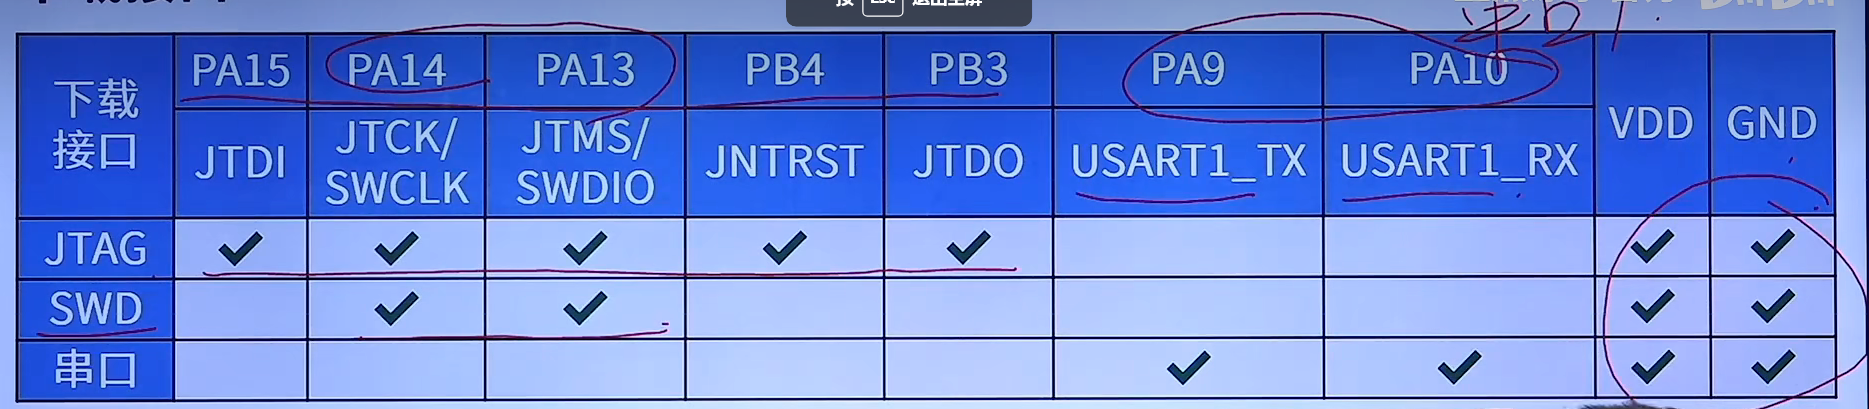 下载接口
PA15 PA14 PA13 PB4 PB3 PA9 PA10 VDD GND
JTDI JTCK/SWCLK JTMS/SWDIO JNTRST JTDO USART1_TX USART1_RX
JTAG ✔ ✔ ✔ ✔ ✔ ✔ ✔
SWD ✔ ✔ ✔ ✔
串口 ✔ ✔ ✔ ✔
串口1